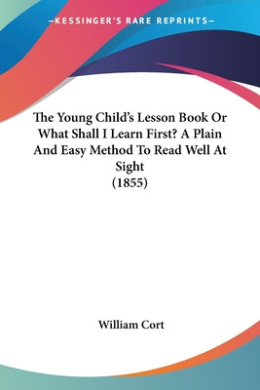 KESSINGER'S RARE REPRINTS
The Young Child's Lesson Book Or
What Shall I Learn First? A Plain
And Easy Method To Read Well At
Sight
(1855)
William Cort